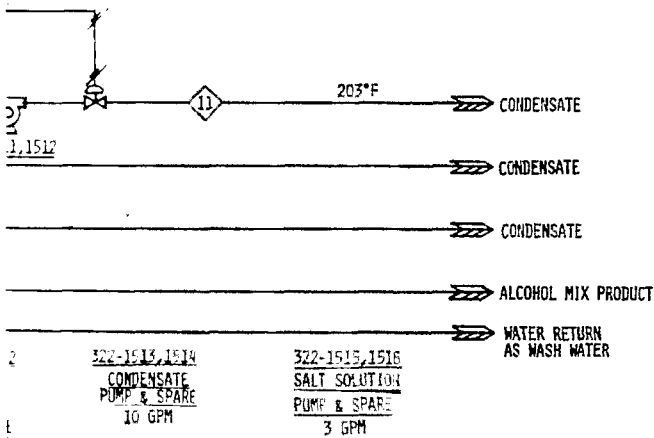 11
203°F
CONDENSATE
1,1512
CONDENSATE
CONDENSATE
ALCOHOL MIX PRODUCT
WATER RETURN
AS WASH WATER
2
322-1513,1514
CONDENSATE
PUMP & SPARE
10 GPM
322-1515,1516
SALT SOLUTION
PUMP & SPARE
3 GPM